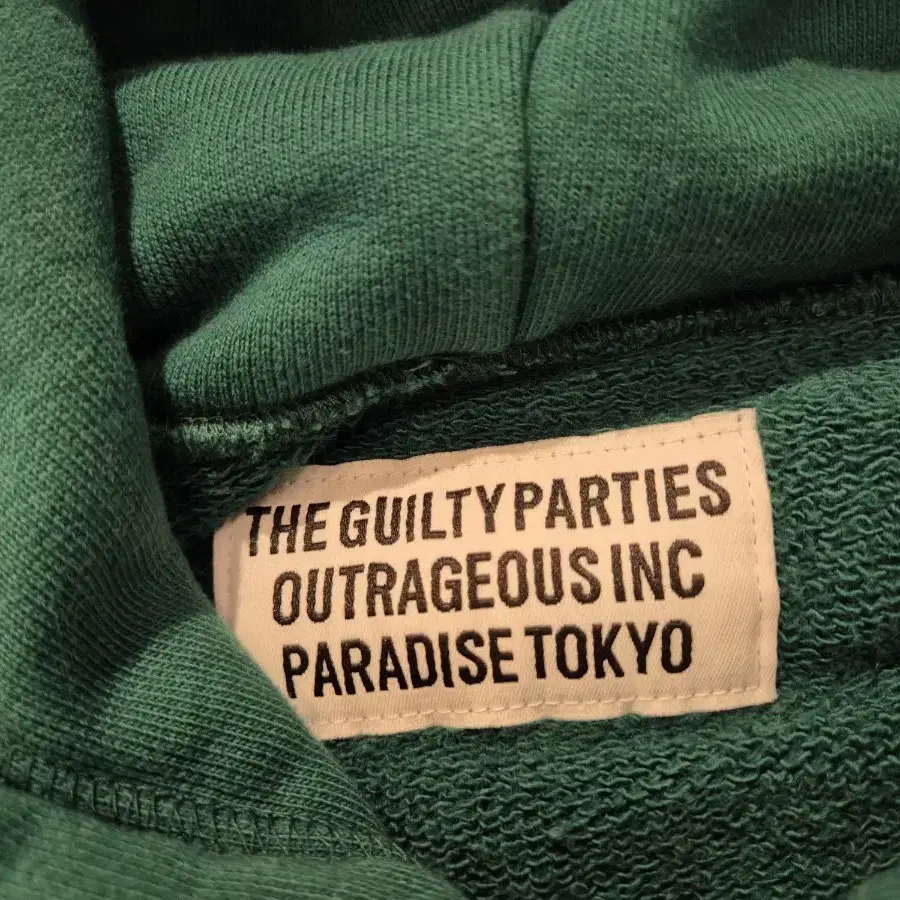 THE GUILTY PARTIES
OUTRAGEOUS INC
PARADISE TOKYO